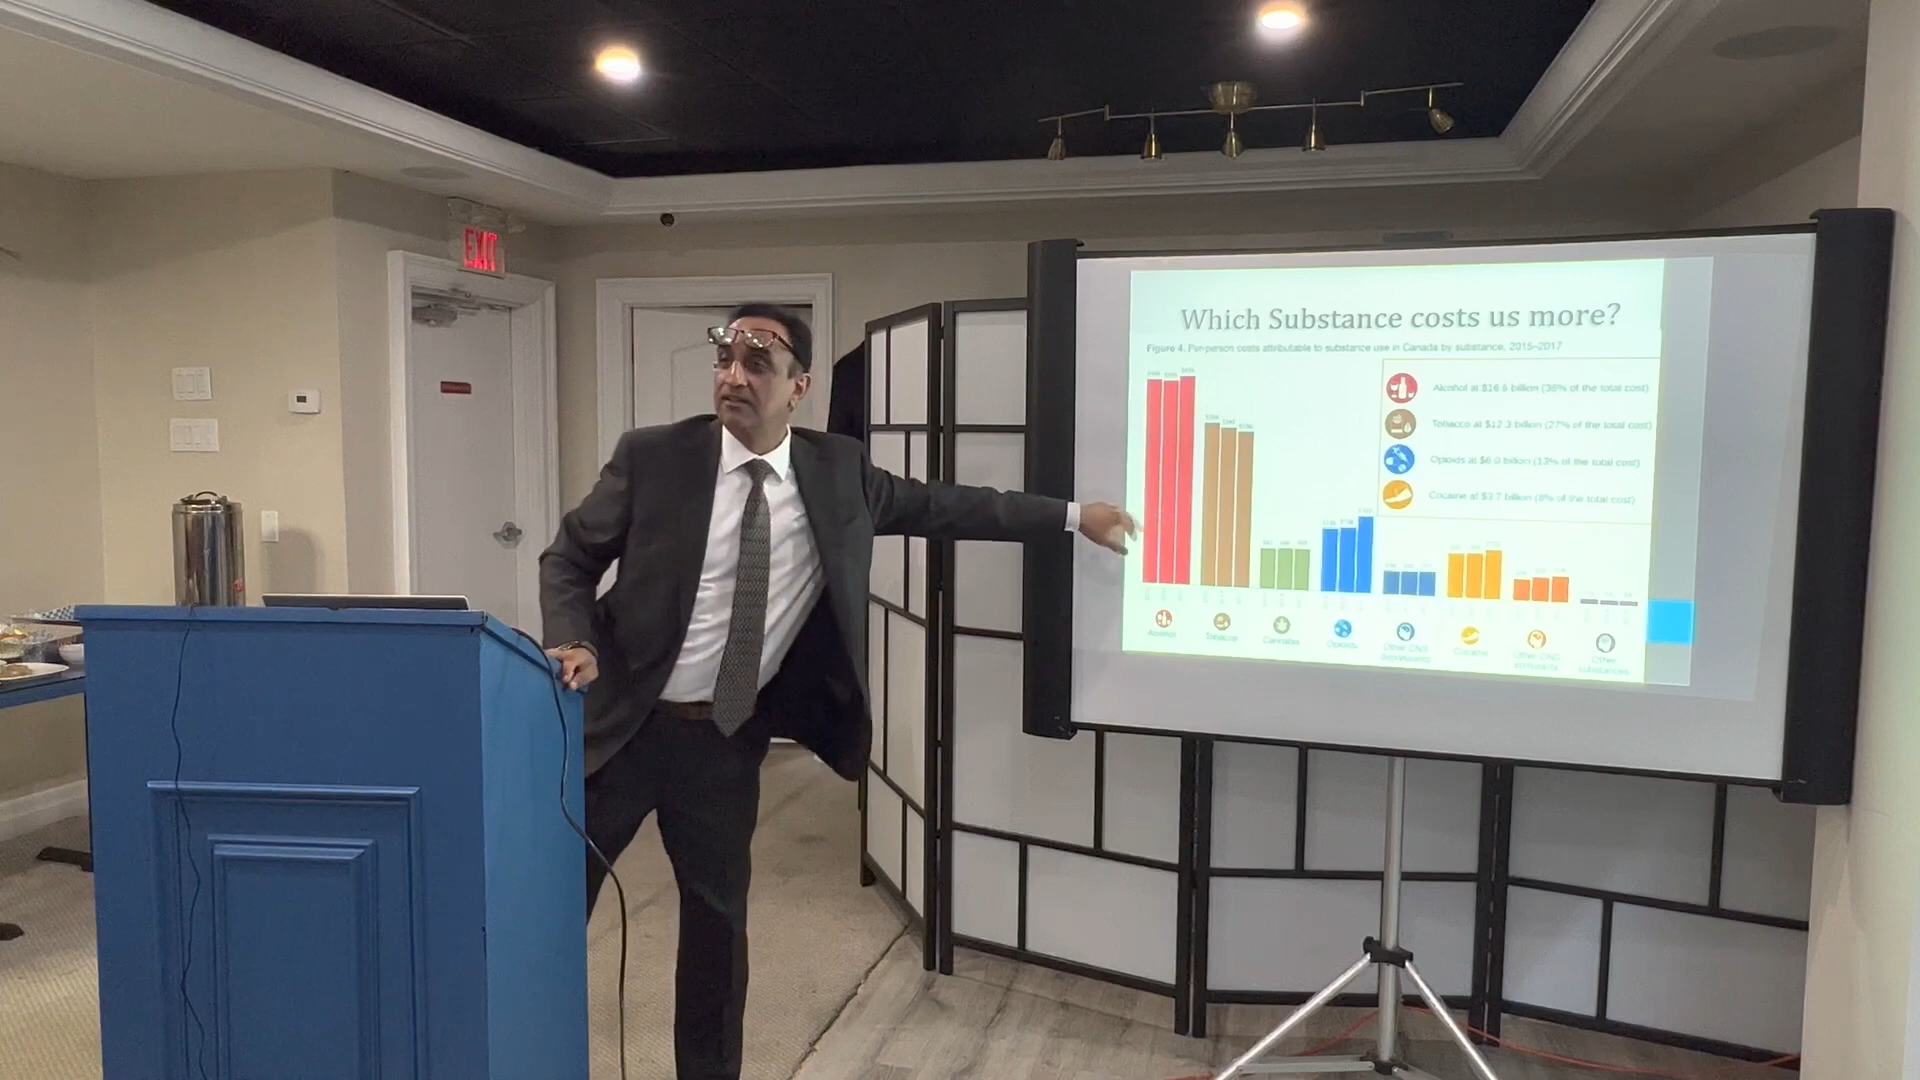 EXIT
Which Substance costs us more?
Figure 4. Per-person costs attributable to substance use in Canada by substance, 2015–2017
Alcohol at $16.6 billion (36% of the total cost)
Tobacco at $12.3 billion (27% of the total cost)
Opioids at $6.0 billion (13% of the total cost)
Cocaine at $3.7 billion (8% of the total cost)
Alcohol
Tobacco
Cannabis
Opioids
Other CNS
depressants
Cocaine
Other CNS
stimulants
Other
substances